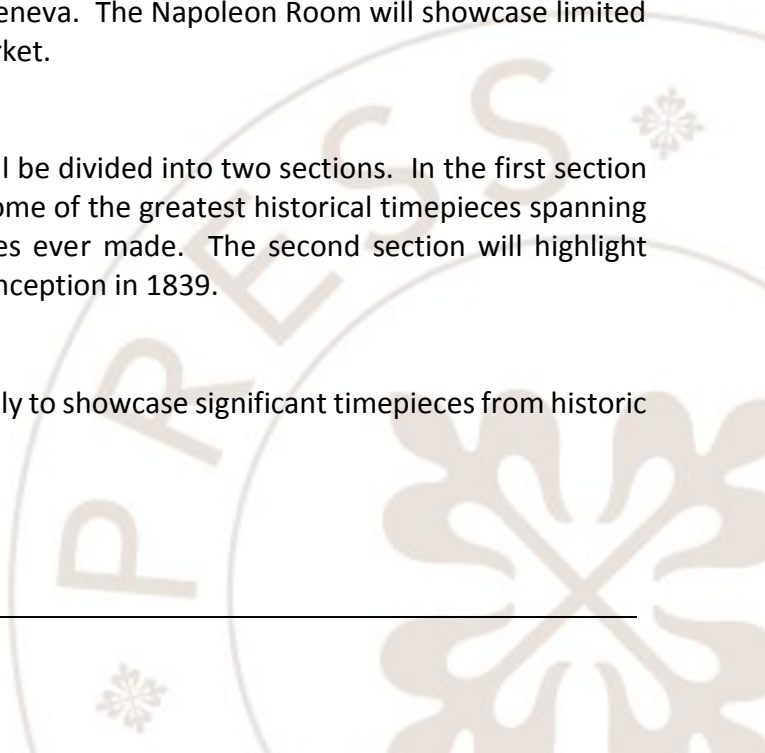 eneva. The Napoleon Room will showcase limited
rket.
l be divided into two sections. In the first section
ome of the greatest historical timepieces spanning
es ever made. The second section will highlight
nception in 1839.
ly to showcase significant timepieces from historic
PRESS